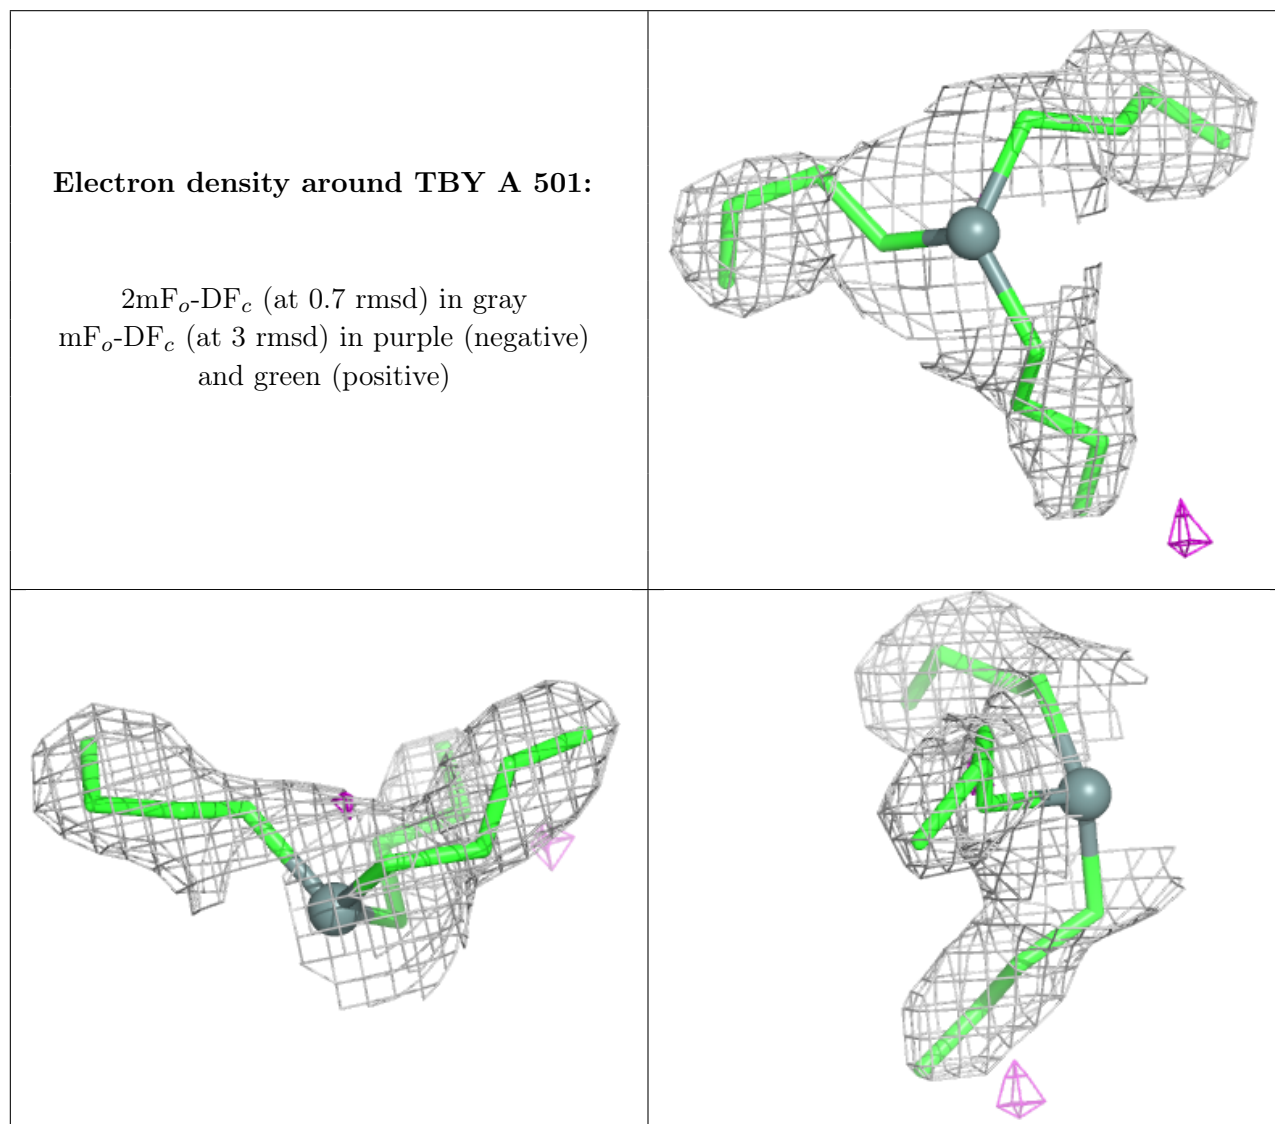 Electron density around TBY A 501:
2mFo-DFc (at 0.7 rmsd) in gray
mFo-DFc (at 3 rmsd) in purple (negative)
and green (positive)